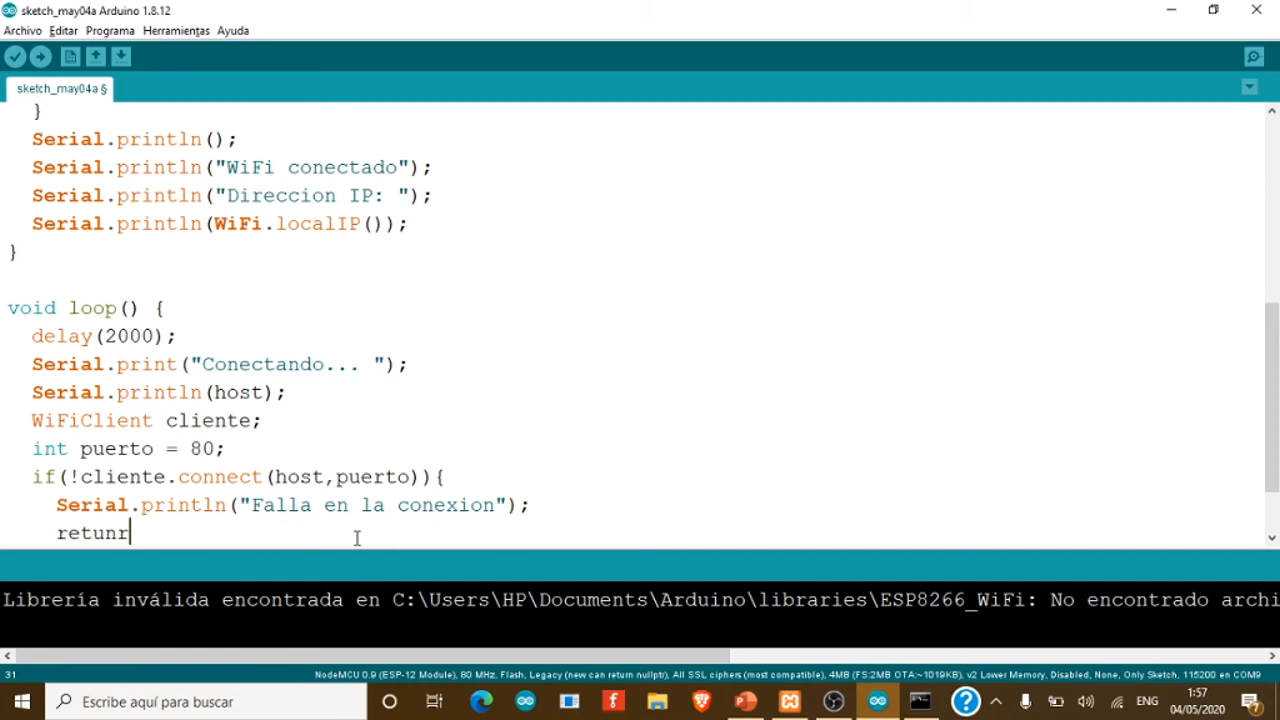 sketch_may04a Arduino 1.8.12
Archivo Editar Programa Herramientas Ayuda
sketch_may04a §
}
Serial.println();
Serial.println("WiFi conectado");
Serial.println("Direccion IP: ");
Serial.println(WiFi.localIP());
}
void loop() {
delay(2000);
Serial.print("Conectando... ");
Serial.println(host);
WiFiClient cliente;
int puerto = 80;
if(!cliente.connect(host,puerto)){
Serial.println("Falla en la conexion");
retunr
Librería inválida encontrada en C:\Users\HP\Documents\Arduino\libraries\ESP8266_WiFi: No encontrado archi
31 NodeMCU 0.9 (ESP-12 Module), 80 MHz, Flash, Legacy (new can return nullptr), All SSL ciphers (most compatible), 4MB (FS:2MB OTA:~1019KB), v2 Lower Memory, Disabled, None, Only Sketch, 115200 en COM9
Escribe aquí para buscar
ENG
1:57
04/05/2020
7